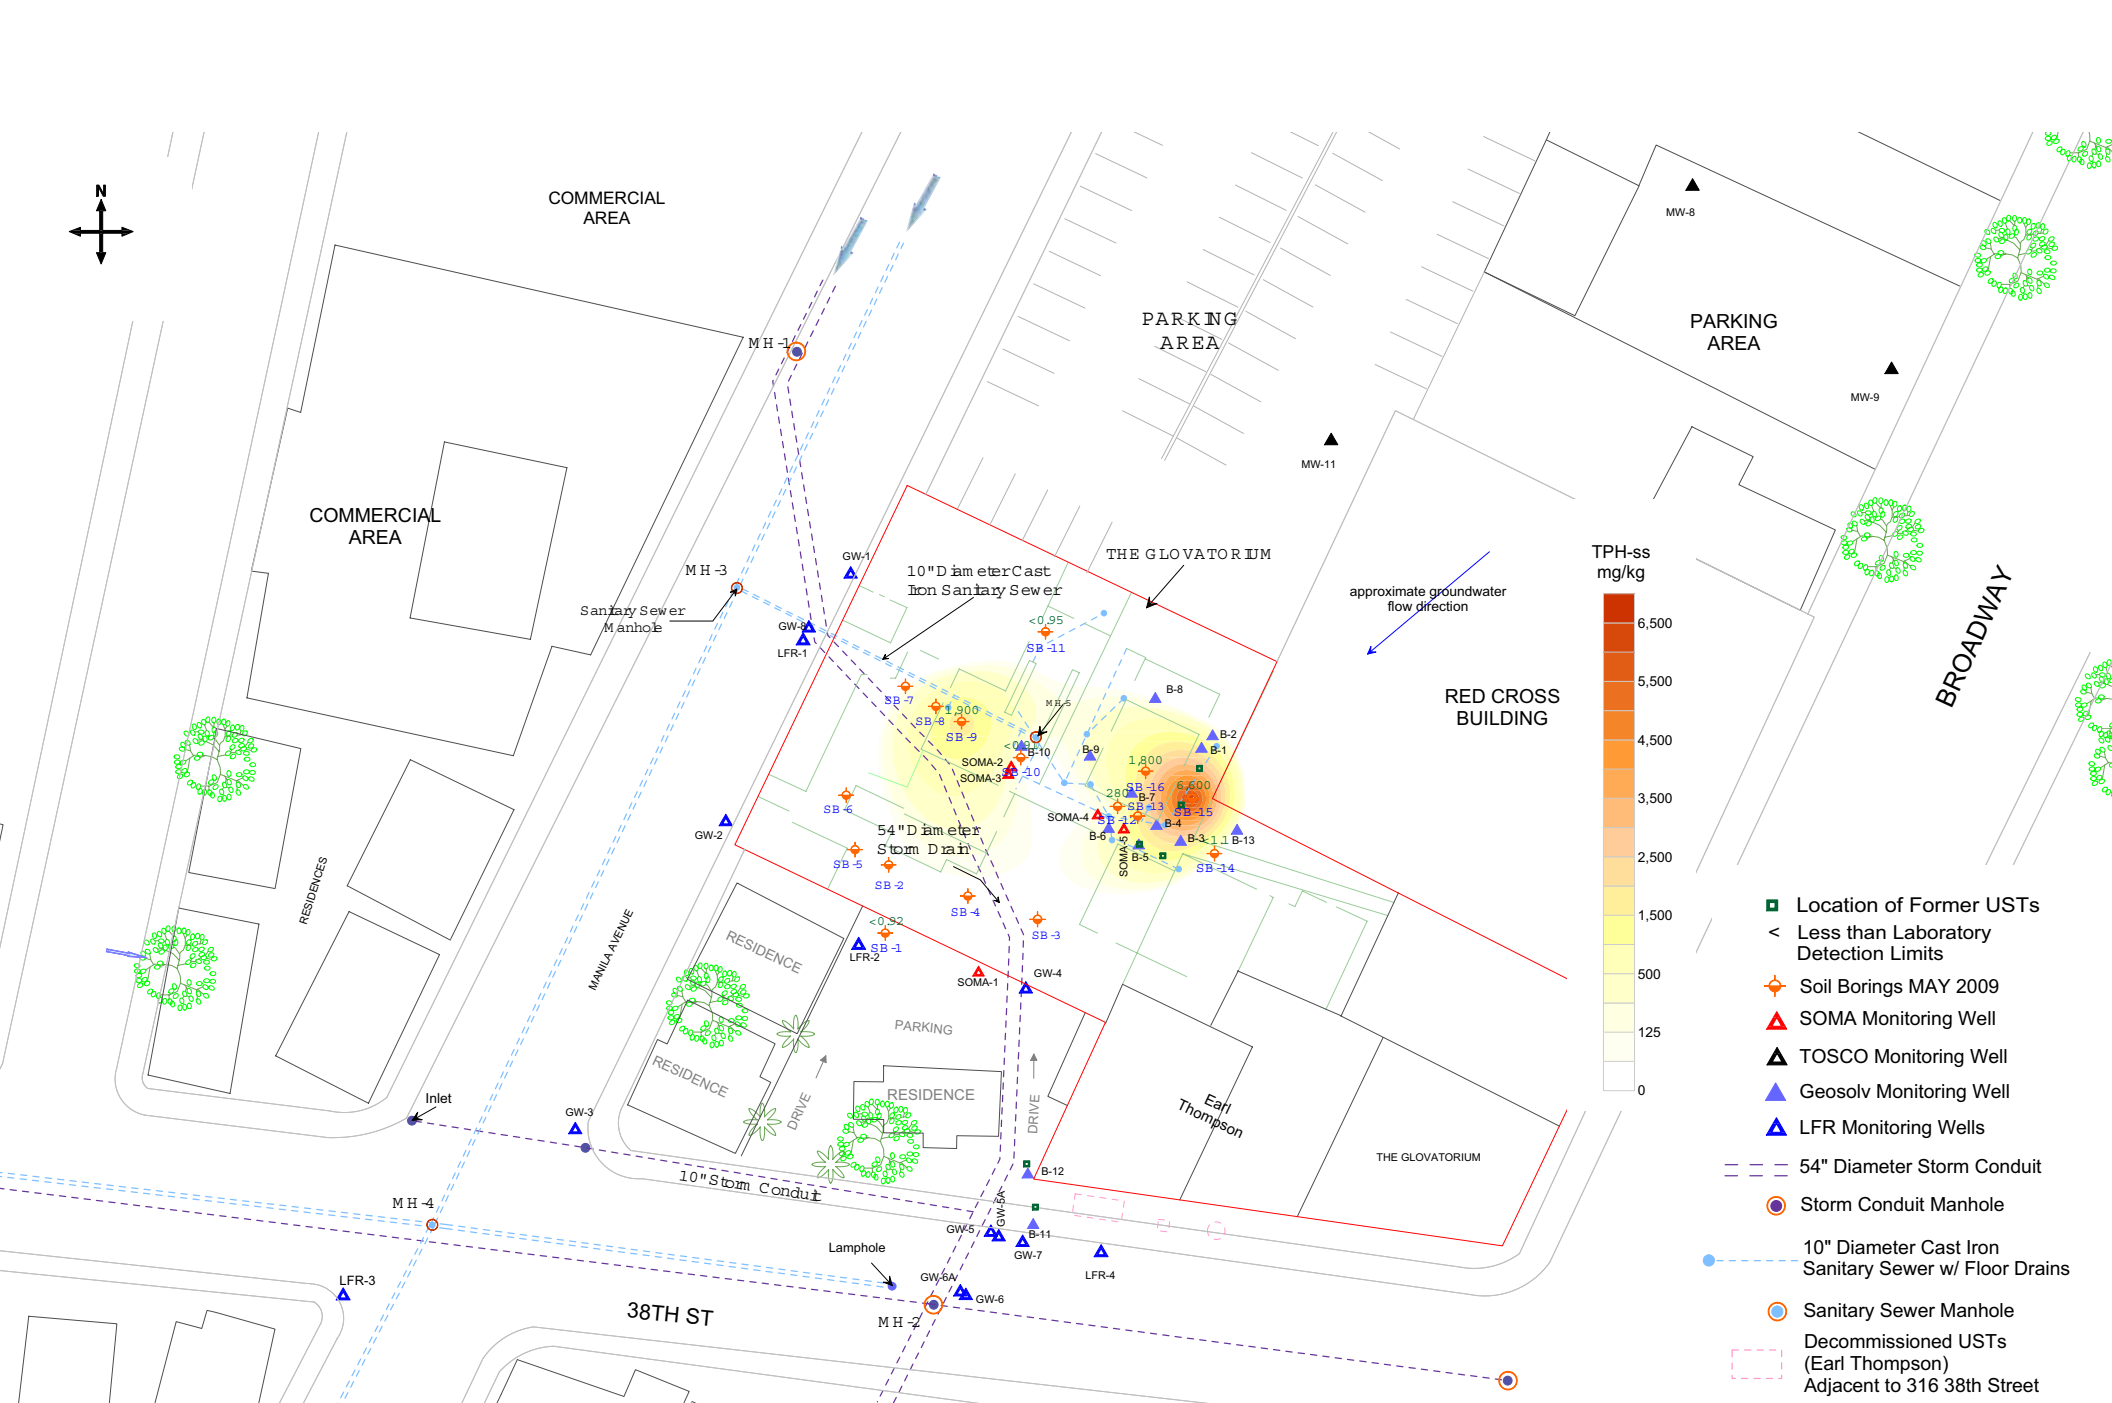 N
COMMERCIAL
AREA
MW-8
PARKING
AREA
PARKING
AREA
MH-1
MW-9
MW-11
COMMERCIAL
AREA
TPH-ss
mg/kg
GW-1
THE GLOVATORIUM
MH-3
10" Diameter Cast
Iron Sanitary Sewer
approximate groundwater
flow direction
Sanitary Sewer
Manhole
GW-8
LFR-1
<0.95
SB-11
6,500
5,500
4,500
3,500
2,500
1,500
500
125
0
BROADWAY
RED CROSS
BUILDING
B-8
SB-7
SB-8
1,900
SB-9
MH-5
B-2
B-1
B-9
B-10
SOMA-2
SOMA-3
SB-10
1,800
SB-16
6,600
SB-15
280
B-7
SB-13
SB-12
SOMA-4
B-4
B-6
SOMA-5
B-5
B-3
<1.1
B-13
SB-14
SB-6
GW-2
54" Diameter
Storm Drain
SB-5
SB-2
SB-4
SB-3
<0.92
SB-1
LFR-2
RESIDENCES
MANILA AVENUE
RESIDENCE
SOMA-1
GW-4
PARKING
RESIDENCE
DRIVE
RESIDENCE
DRIVE
Earl
Thompson
THE GLOVATORIUM
Inlet
GW-3
10" Storm Conduit
B-12
MH-4
GW-5A
GW-5
B-11
GW-7
LFR-4
Lamphole
GW-6A
GW-6
LFR-3
MH-2
38TH ST
Location of Former USTs
< Less than Laboratory
Detection Limits
Soil Borings MAY 2009
SOMA Monitoring Well
TOSCO Monitoring Well
Geosolv Monitoring Well
LFR Monitoring Wells
54" Diameter Storm Conduit
Storm Conduit Manhole
10" Diameter Cast Iron
Sanitary Sewer w/ Floor Drains
Sanitary Sewer Manhole
Decommissioned USTs
(Earl Thompson)
Adjacent to 316 38th Street